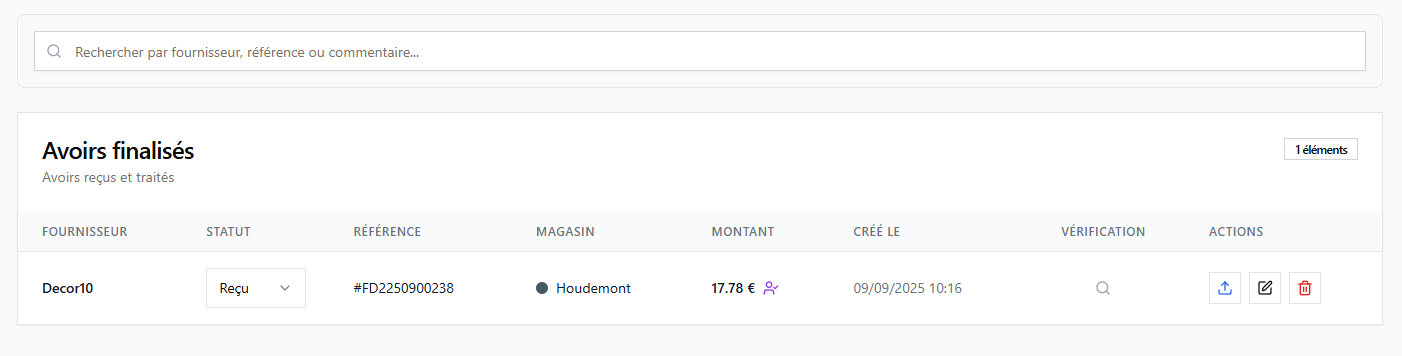 Rechercher par fournisseur, référence ou commentaire...
Avoirs finalisés
1 éléments
Avoirs reçus et traités
FOURNISSEUR STATUT RÉFÉRENCE MAGASIN MONTANT CRÉÉ LE VÉRIFICATION ACTIONS
Decor10 Reçu #FD2250900238 Houdemont 17.78 € 09/09/2025 10:16